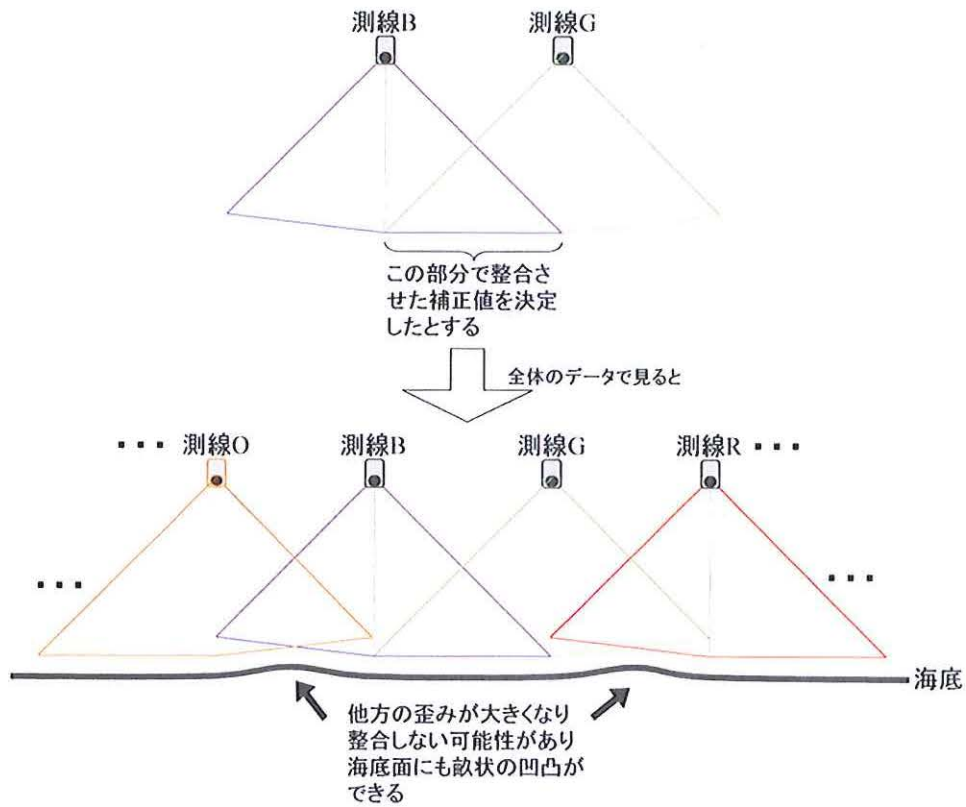 測線B 測線G
この部分で整合さ
せた補正値を決定
したとする
全体のデータで見ると
・・・ 測線O 測線B 測線G 測線R ・・・
・・・ ・・・
海底
他方の歪みが大きくなり
整合しない可能性があり
海底面にも畝状の凹凸が
できる